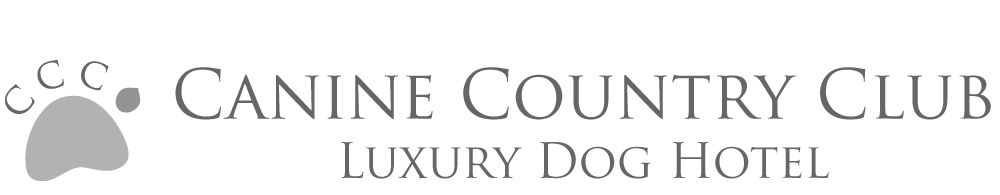 CCC
CANINE COUNTRY CLUB
LUXURY DOG HOTEL